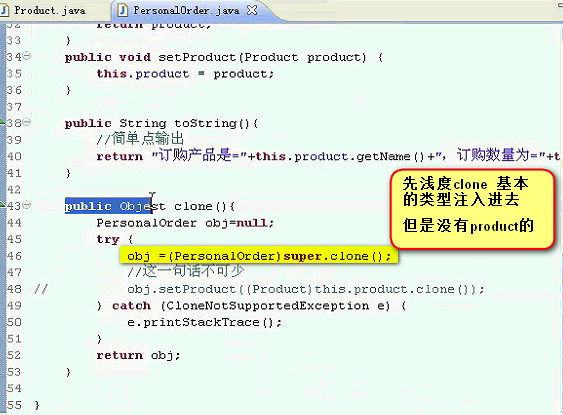 Product.java PersonalOrder.java
32 return product;
33 }
34 public void setProduct(Product product) {
35 this.product = product;
36 }
37
38 public String toString(){
39 //简单点输出
40 return "订购产品是="+this.product.getName()+", 订购数量为="+t
41 }
42
43 public Object clone(){
44 PersonalOrder obj=null;
45 try {
46 obj =(PersonalOrder)super.clone();
47 //这一句话不可少
48 // obj.setProduct((Product)this.product.clone());
49 } catch (CloneNotSupportedException e) {
50 e.printStackTrace();
51 }
52 return obj;
53 }
54
55 }
先浅度clone 基本
的类型注入进去
但是没有product的